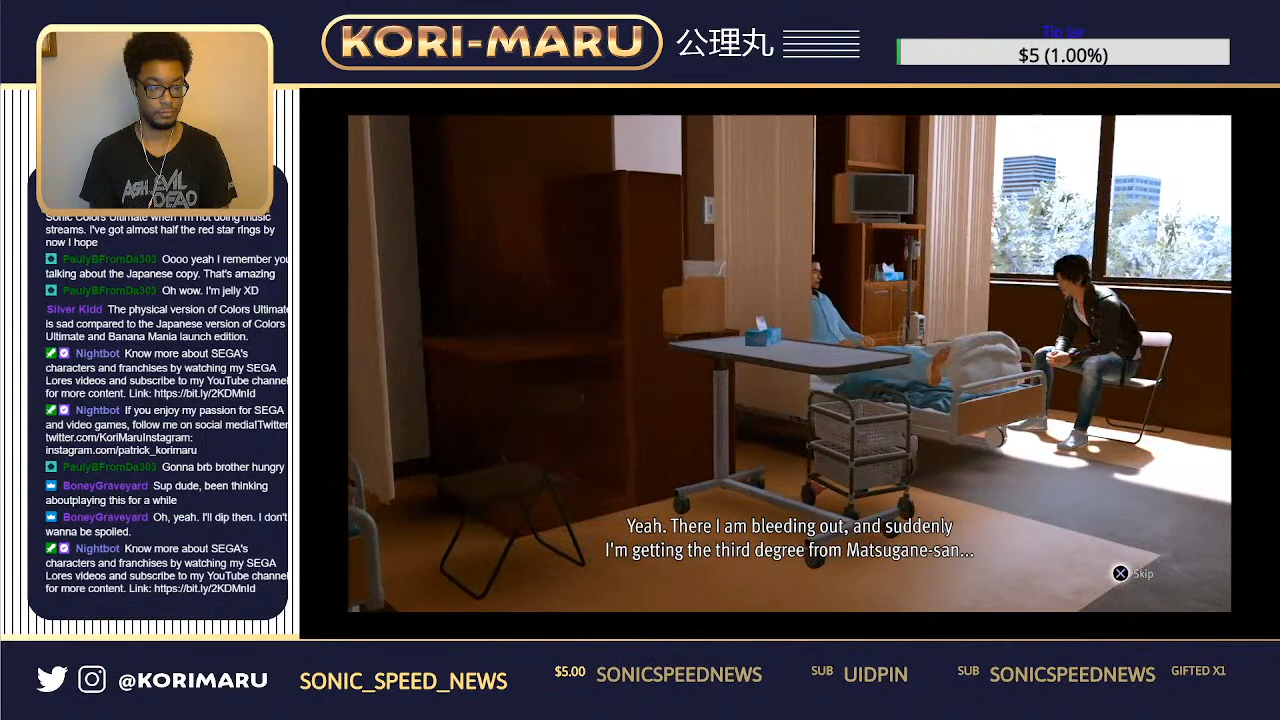 KORI-MARU
公理丸
Tip jar
$5 (1.00%)
ASH EVIL
DEAD
Sonic Colors Ultimate when I'm not doing music
streams. I've got almost half the red star rings by
now I hope
PaulyBFromDa303 Oooo yeah I remember you
talking about the Japanese copy. That's amazing
PaulyBFromDa303 Oh wow. I'm jelly XD
Silver Kidd The physical version of Colors Ultimate
is sad compared to the Japanese version of Colors
Ultimate and Banana Mania launch edition.
Nightbot Know more about SEGA's
characters and franchises by watching my SEGA
Lores videos and subscribe to my YouTube channel
for more content. Link: https://bit.ly/2KDMnId
Nightbot If you enjoy my passion for SEGA
and video games, follow me on social media!Twitter
twitter.com/KoriMaruInstagram:
instagram.com/patrick_korimaru
PaulyBFromDa303 Gonna brb brother hungry
BoneyGraveyard Sup dude, been thinking
aboutplaying this for a while
BoneyGraveyard Oh, yeah. I'll dip then. I don't
wanna be spoiled.
Nightbot Know more about SEGA's
characters and franchises by watching my SEGA
Lores videos and subscribe to my YouTube channel
for more content. Link: https://bit.ly/2KDMnId
Yeah. There I am bleeding out, and suddenly
I'm getting the third degree from Matsugane-san...
Skip
@KORIMARU
SONIC_SPEED_NEWS
$5.00 SONICSPEEDNEWS SUB UIDPIN SUB SONICSPEEDNEWS GIFTED X1